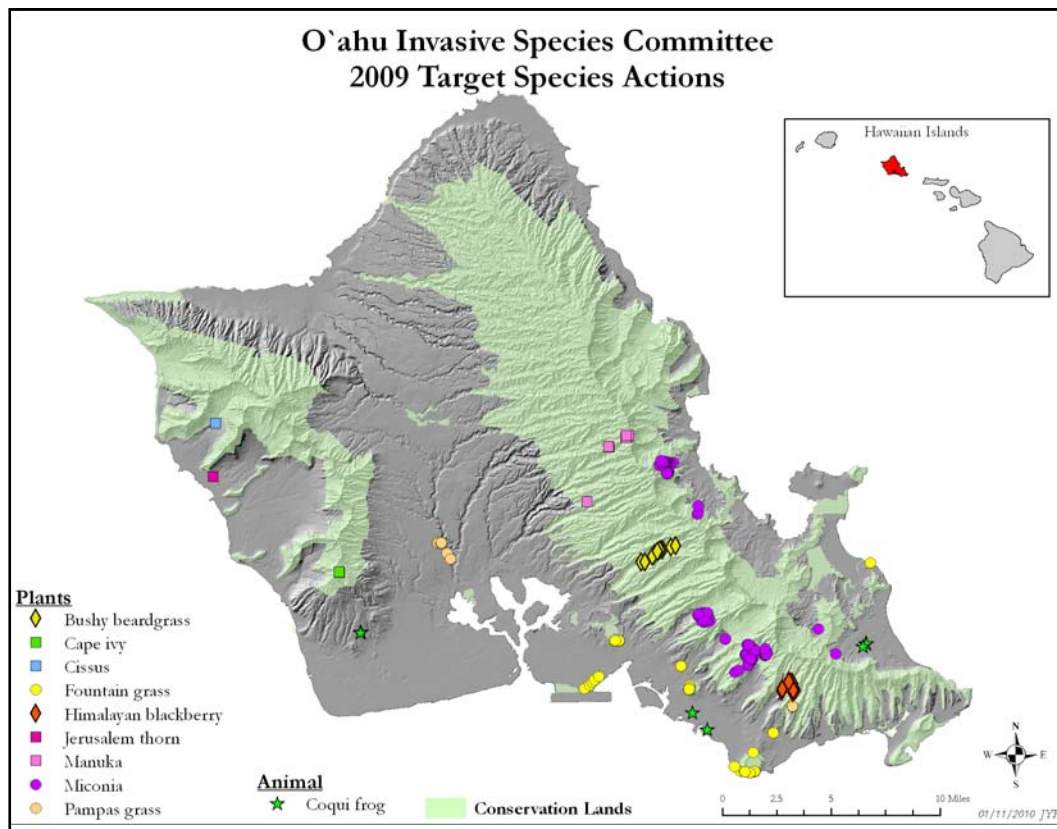 O`ahu Invasive Species Committee
2009 Target Species Actions
Hawaiian Islands
Plants
Bushy beardgrass
Cape ivy
Cissus
Fountain grass
Himalayan blackberry
Jerusalem thorn
Manuka
Miconia
Pampas grass
Animal
Coqui frog
Conservation Lands
N
W E
S
0 2.5 5 10 Miles
01/11/2010 JYP